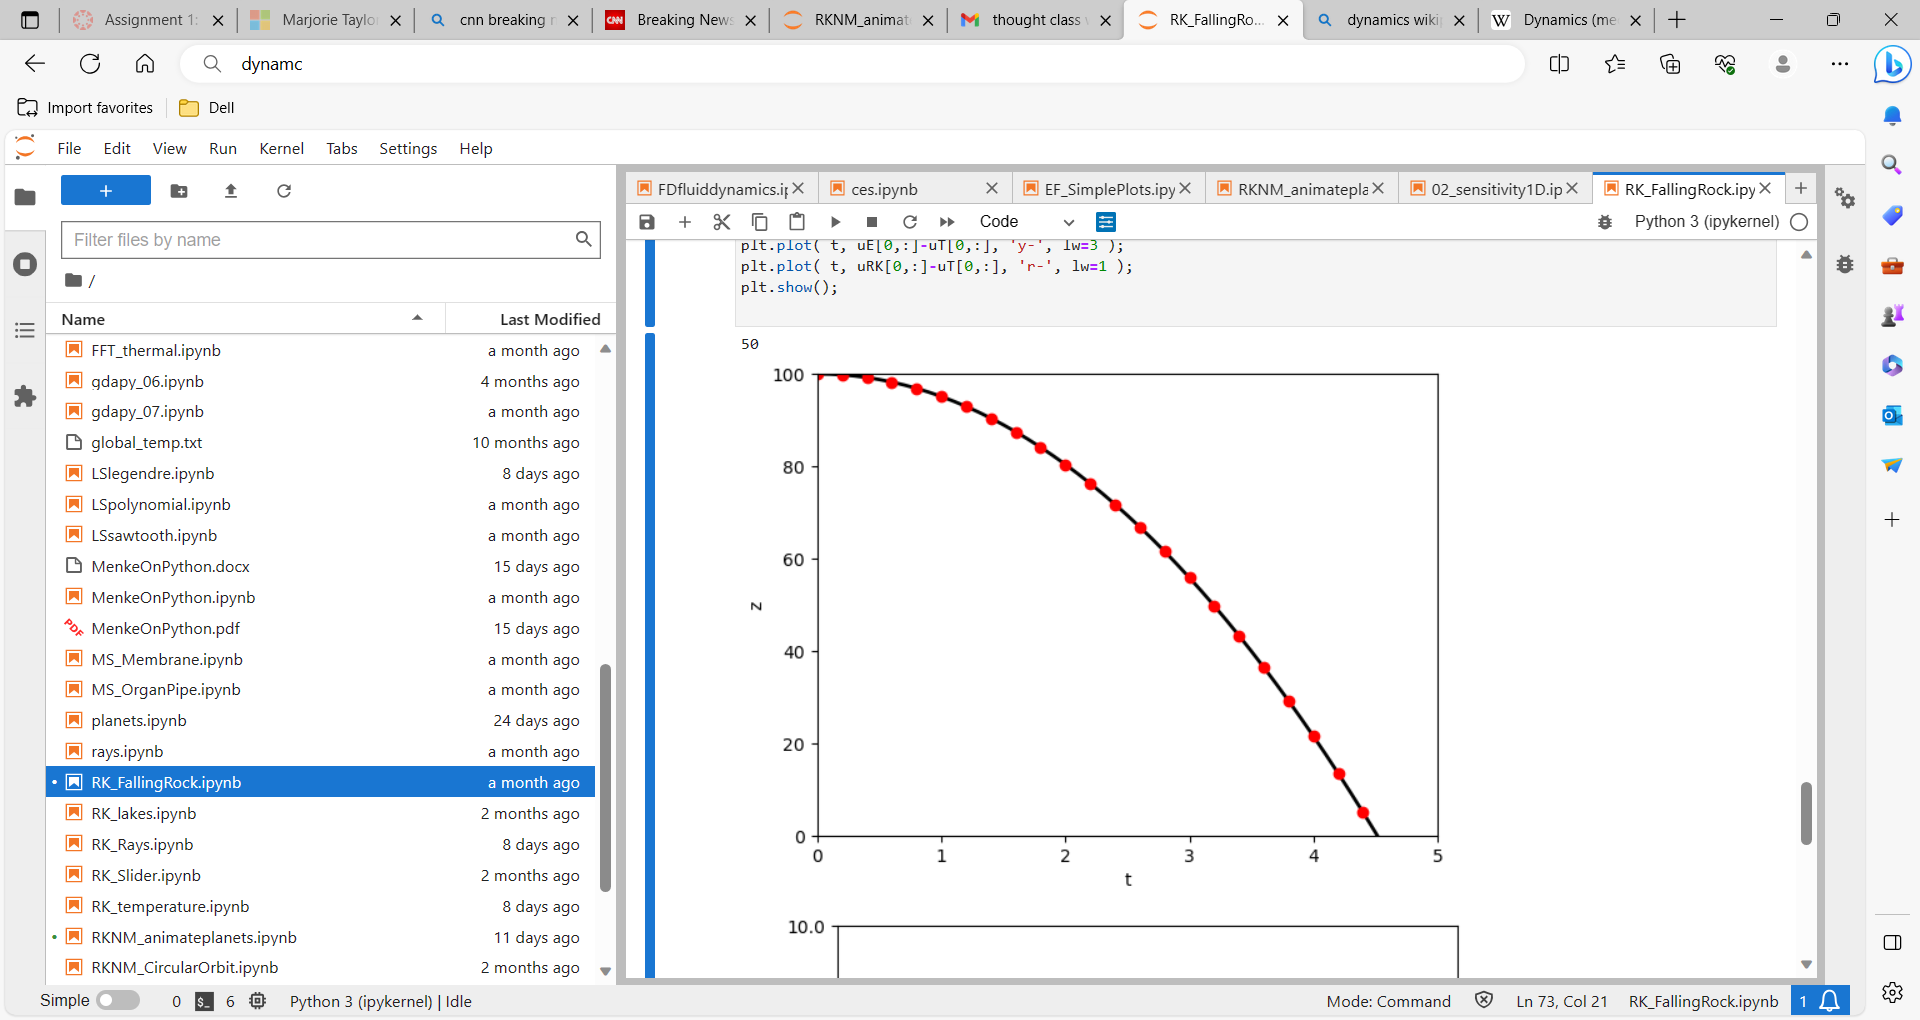 Assignment 1:
Marjorie Taylo
cnn breaking n
Breaking News
RKNM_animat
thought class
RK_FallingRo...
dynamics wiki
Dynamics (me
dynamc
Import favorites
Dell
File Edit View Run Kernel Tabs Settings Help
FDfluiddynamics.ip
ces.ipynb
EF_SimplePlots.ipy
RKNM_animatepla
02_sensitivity1D.ip
RK_FallingRock.ipy
Code
Python 3 (ipykernel)
Filter files by name
/
Name Last Modified
FFT_thermal.ipynb a month ago
gdapy_06.ipynb 4 months ago
gdapy_07.ipynb a month ago
global_temp.txt 10 months ago
LSlegendre.ipynb 8 days ago
LSpolynomial.ipynb a month ago
LSsawtooth.ipynb a month ago
MenkeOnPython.docx 15 days ago
MenkeOnPython.ipynb a month ago
PDF MenkeOnPython.pdf 15 days ago
MS_Membrane.ipynb a month ago
MS_OrganPipe.ipynb a month ago
planets.ipynb 24 days ago
rays.ipynb a month ago
RK_FallingRock.ipynb a month ago
RK_lakes.ipynb 2 months ago
RK_Rays.ipynb 8 days ago
RK_Slider.ipynb 2 months ago
RK_temperature.ipynb 8 days ago
RKNM_animateplanets.ipynb 11 days ago
RKNM_CircularOrbit.ipynb 2 months ago
plt.plot( t, uE[0,:]-uT[0,:], 'y-', lw=3 );
plt.plot( t, uRK[0,:]-uT[0,:], 'r-', lw=1 );
plt.show();
50
100
80
60
z
40
20
0
0 1 2 3 4 5
t
10.0
Simple 0 $_ 6 Python 3 (ipykernel) | Idle
Mode: Command Ln 73, Col 21 RK_FallingRock.ipynb 1